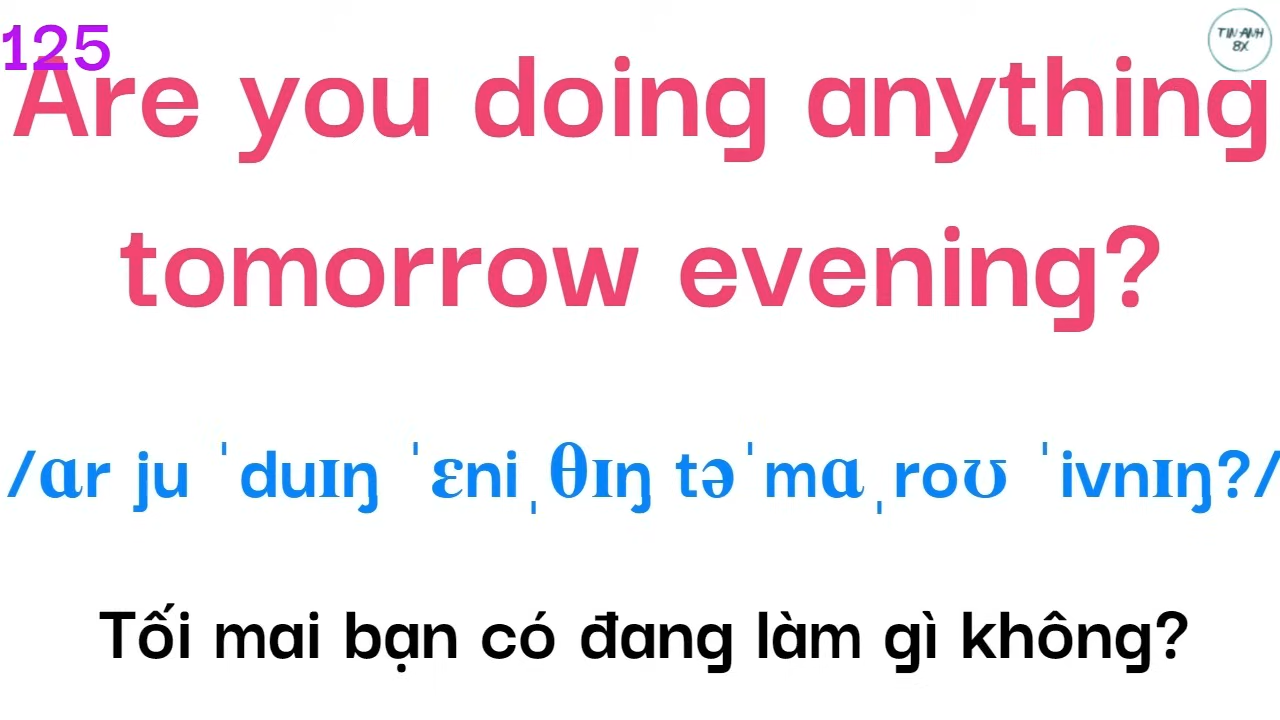 125
TIN-ANH
8X
Are you doing anything
tomorrow evening?
/ɑr ju ˈduɪŋ ˈɛniˌθɪŋ təˈmɑˌroʊ ˈivnɪŋ?/
Tối mai bạn có đang làm gì không?